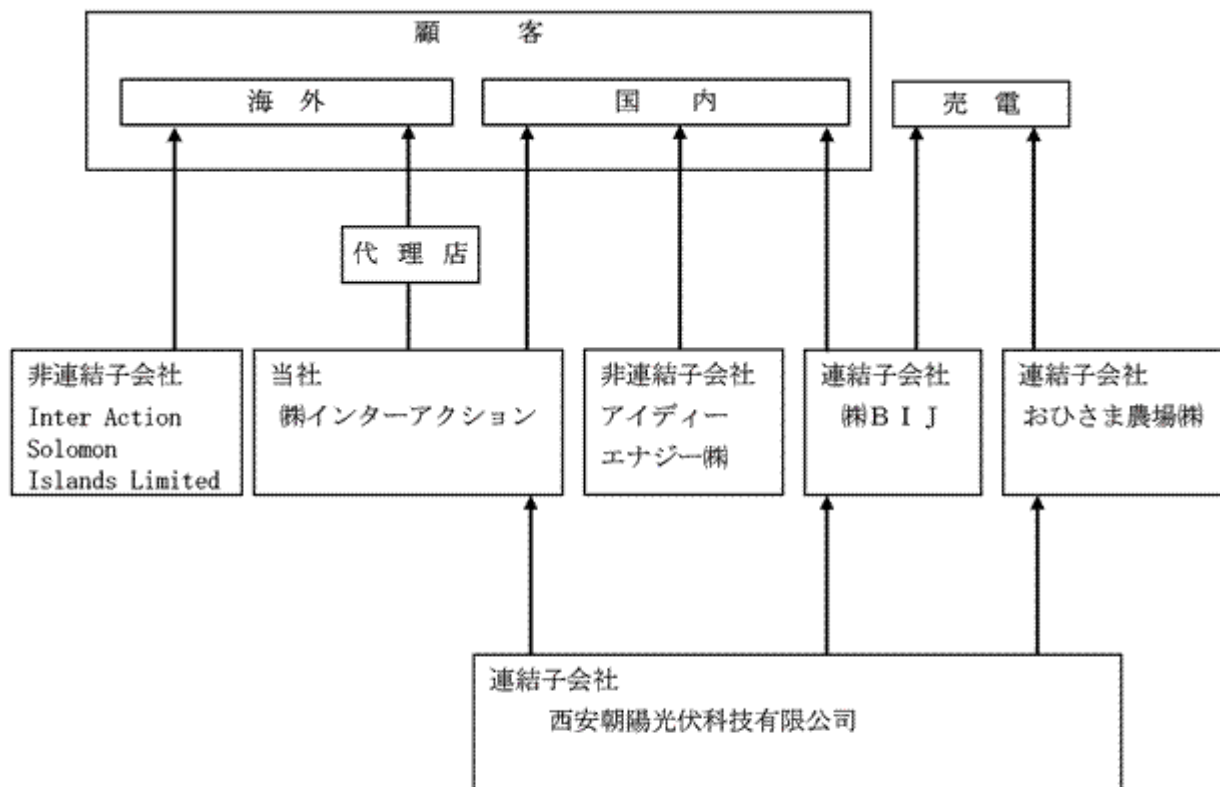 顧 客
海 外
国 内
売 電
代 理 店
非連結子会社
Inter Action
Solomon
Islands Limited
当社
㈱インターアクション
非連結子会社
アイディー
エナジー㈱
連結子会社
㈱ＢＩＪ
連結子会社
おひさま農場㈱
連結子会社
西安朝陽光伏科技有限公司